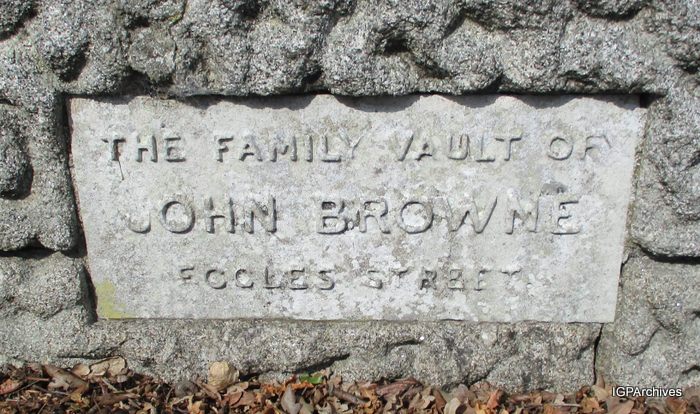 THE FAMILY VAULT OF
JOHN BROWNE
ECCLES STREET
IGPArchives